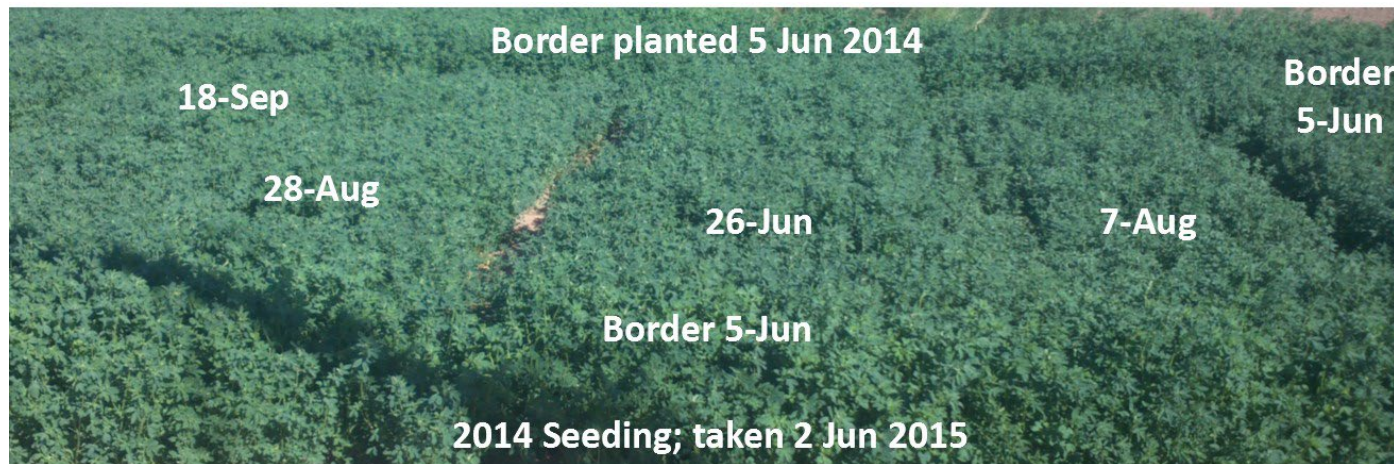 Border planted 5 Jun 2014
Border
5-Jun
18-Sep
28-Aug
26-Jun
7-Aug
Border 5-Jun
2014 Seeding; taken 2 Jun 2015